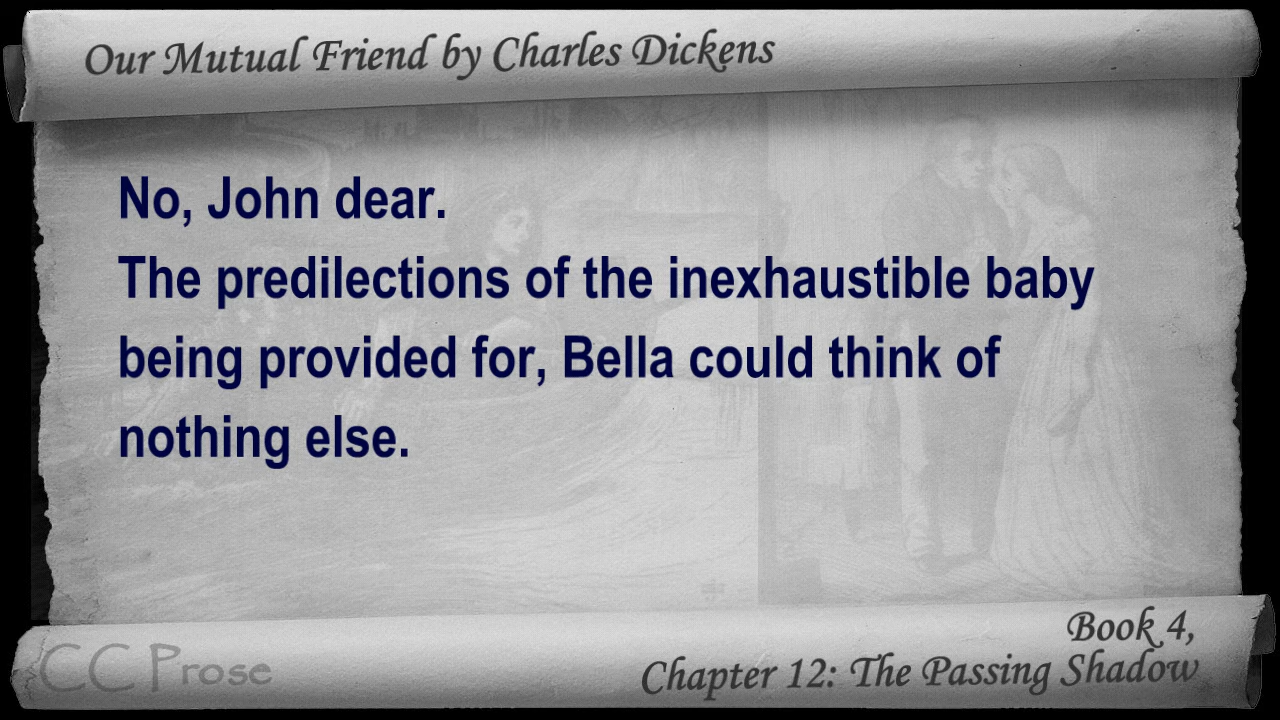 Our Mutual Friend by Charles Dickens
No, John dear.
The predilections of the inexhaustible baby
being provided for, Bella could think of
nothing else.
CC Prose
Book 4,
Chapter 12: The Passing Shadow